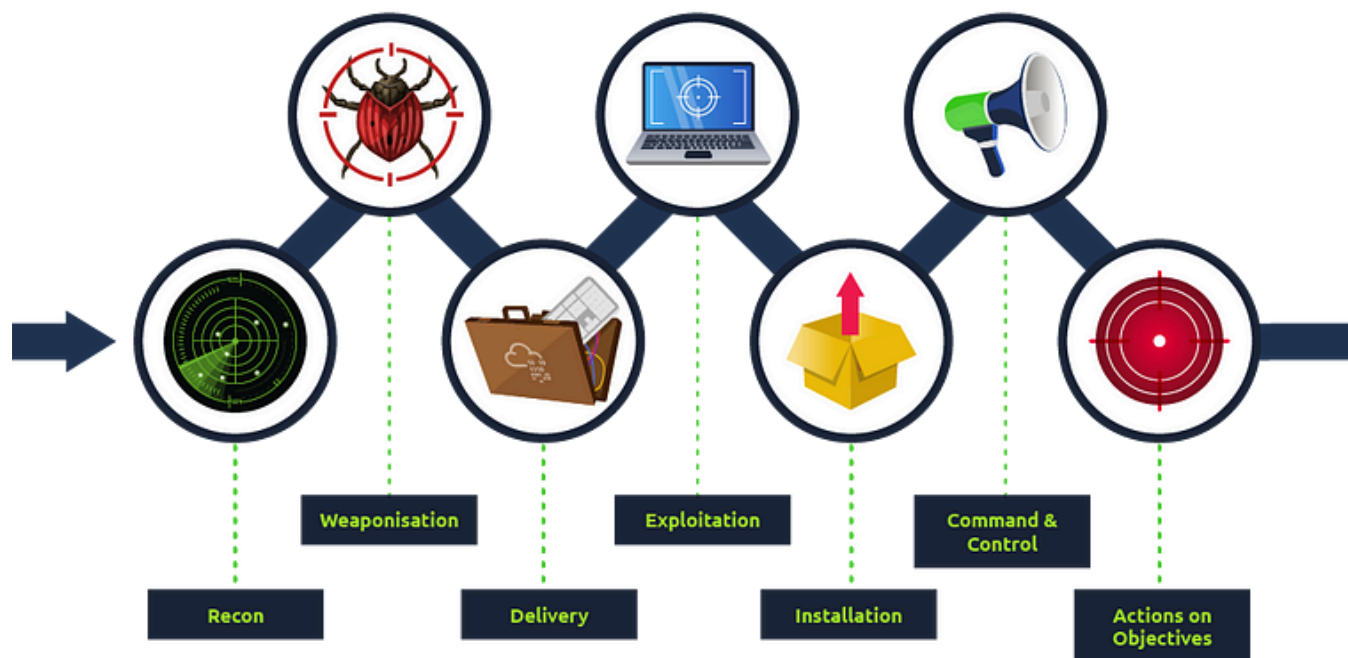 Weaponisation
Exploitation
Command &
Control
Recon
Delivery
Installation
Actions on
Objectives